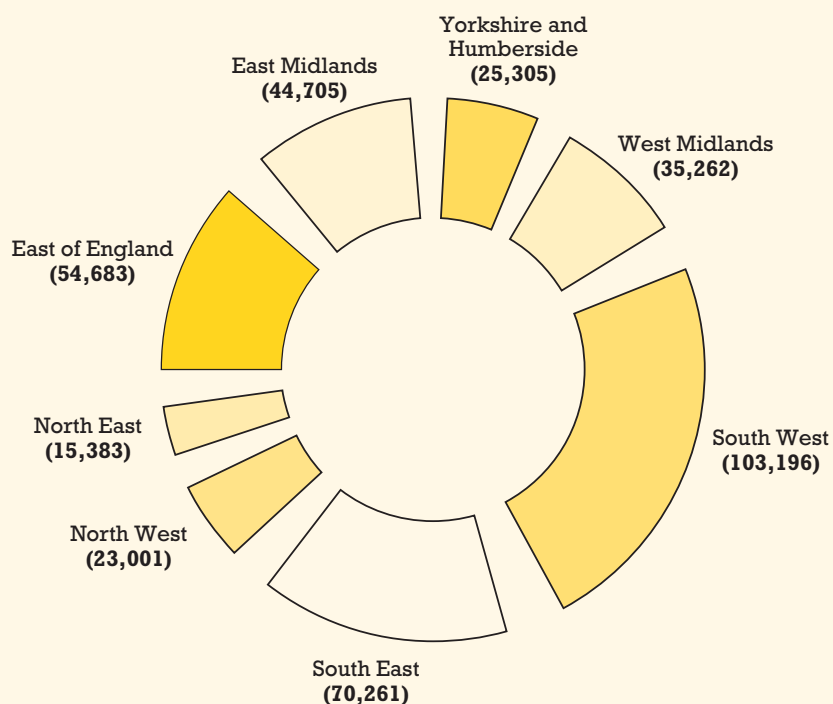 Yorkshire and
Humberside
(25,305)
East Midlands
(44,705)
West Midlands
(35,262)
East of England
(54,683)
South West
(103,196)
North East
(15,383)
North West
(23,001)
South East
(70,261)